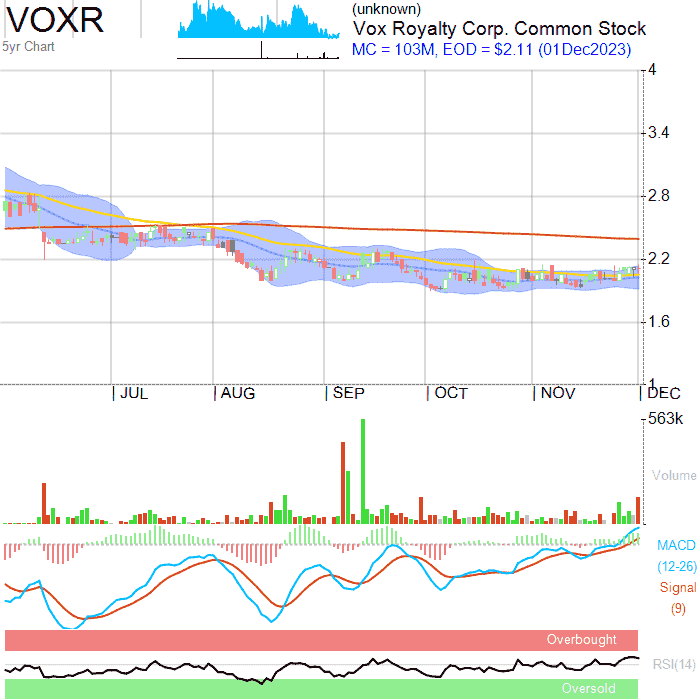 VOXR
5yr Chart
(unknown)
Vox Royalty Corp. Common Stock
MC = 103M, EOD = $2.11 (01Dec2023)
4
3.4
2.8
2.2
1.6
1
JUL
AUG
SEP
OCT
NOV
DEC
563k
Volume
MACD
(12-26)
Signal
(9)
Overbought
RSI(14)
Oversold